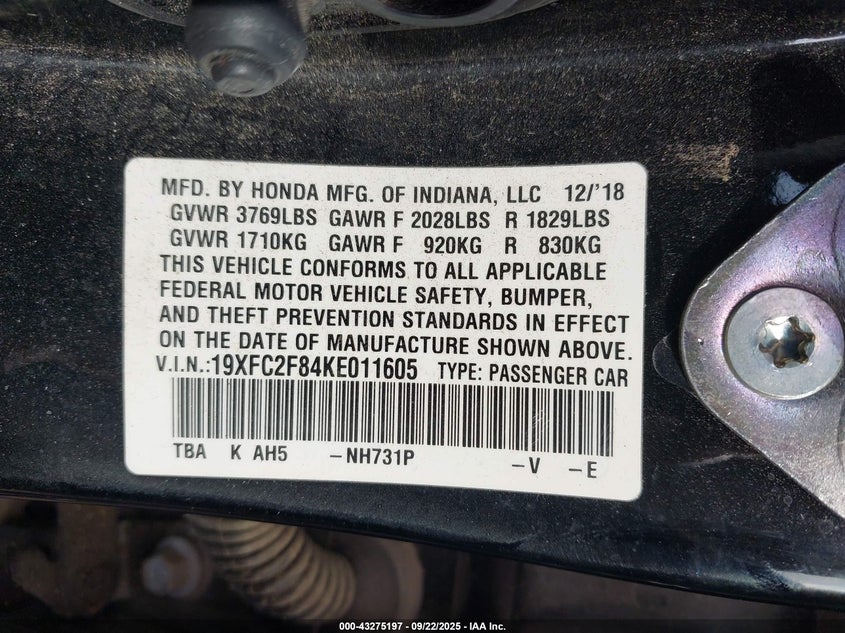 MFD. BY HONDA MFG. OF INDIANA, LLC 12/'18
GVWR 3769LBS GAWR F 2028LBS R 1829LBS
GVWR 1710KG GAWR F 920KG R 830KG
THIS VEHICLE CONFORMS TO ALL APPLICABLE
FEDERAL MOTOR VEHICLE SAFETY, BUMPER,
AND THEFT PREVENTION STANDARDS IN EFFECT
ON THE DATE OF MANUFACTURE SHOWN ABOVE.
V.I.N.:19XFC2F84KE011605 TYPE: PASSENGER CAR
TBA K AH5 -NH731P -V -E
000-43275197 - 09/22/2025 - IAA Inc.